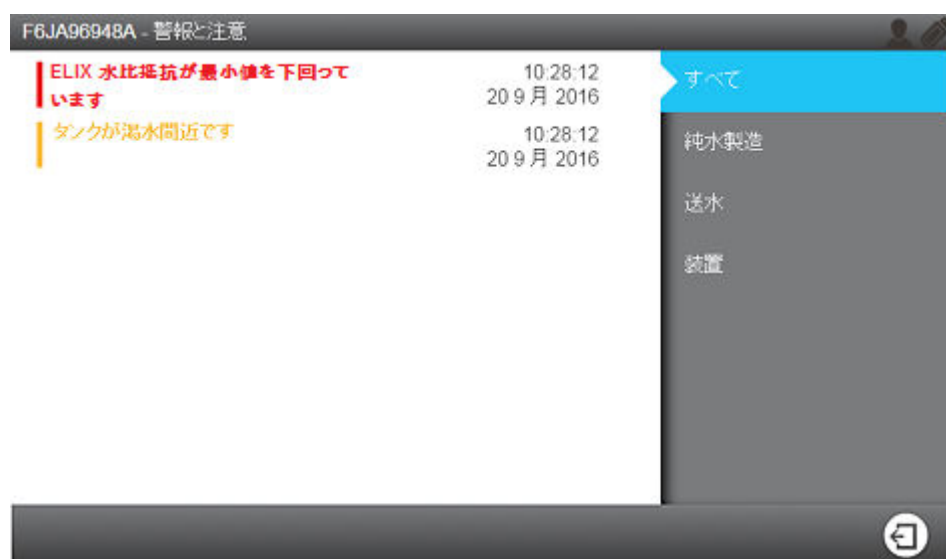 F6JA96948A - 警報と注意
ELIX 水比抵抗が最小値を下回って
います
10:28:12
20 9 月 2016
タンクが渇水間近です
10:28:12
20 9 月 2016
すべて
純水製造
送水
装置